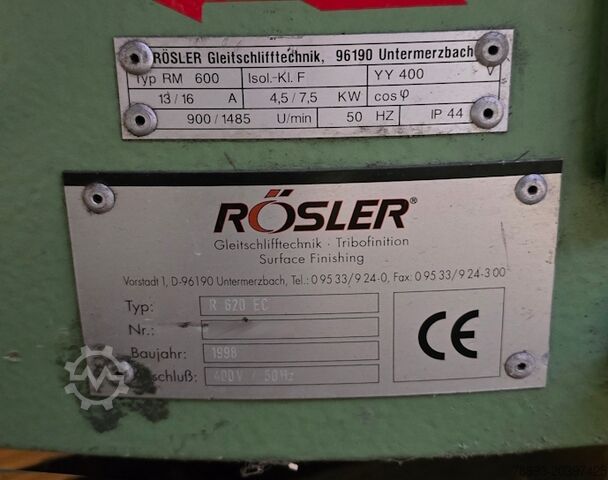 RÖSLER Gleitschlifftechnik, 96190 Untermerzbach
Typ RM 600 Isol.-Kl. F YY 400 V
13/16 A 4,5/7,5 KW cos φ
900/1485 U/min 50 HZ IP 44
RÖSLER®
Gleitschlifftechnik · Tribofinition
Surface Finishing
Vorstadt 1, D-96190 Untermerzbach, Tel.: 0 95 33/9 24-0, Fax: 0 95 33/9 24-3 00
Typ: R 620 EC
Nr.:
Baujahr: 1998
schluß: 400V / 50Hz
CE